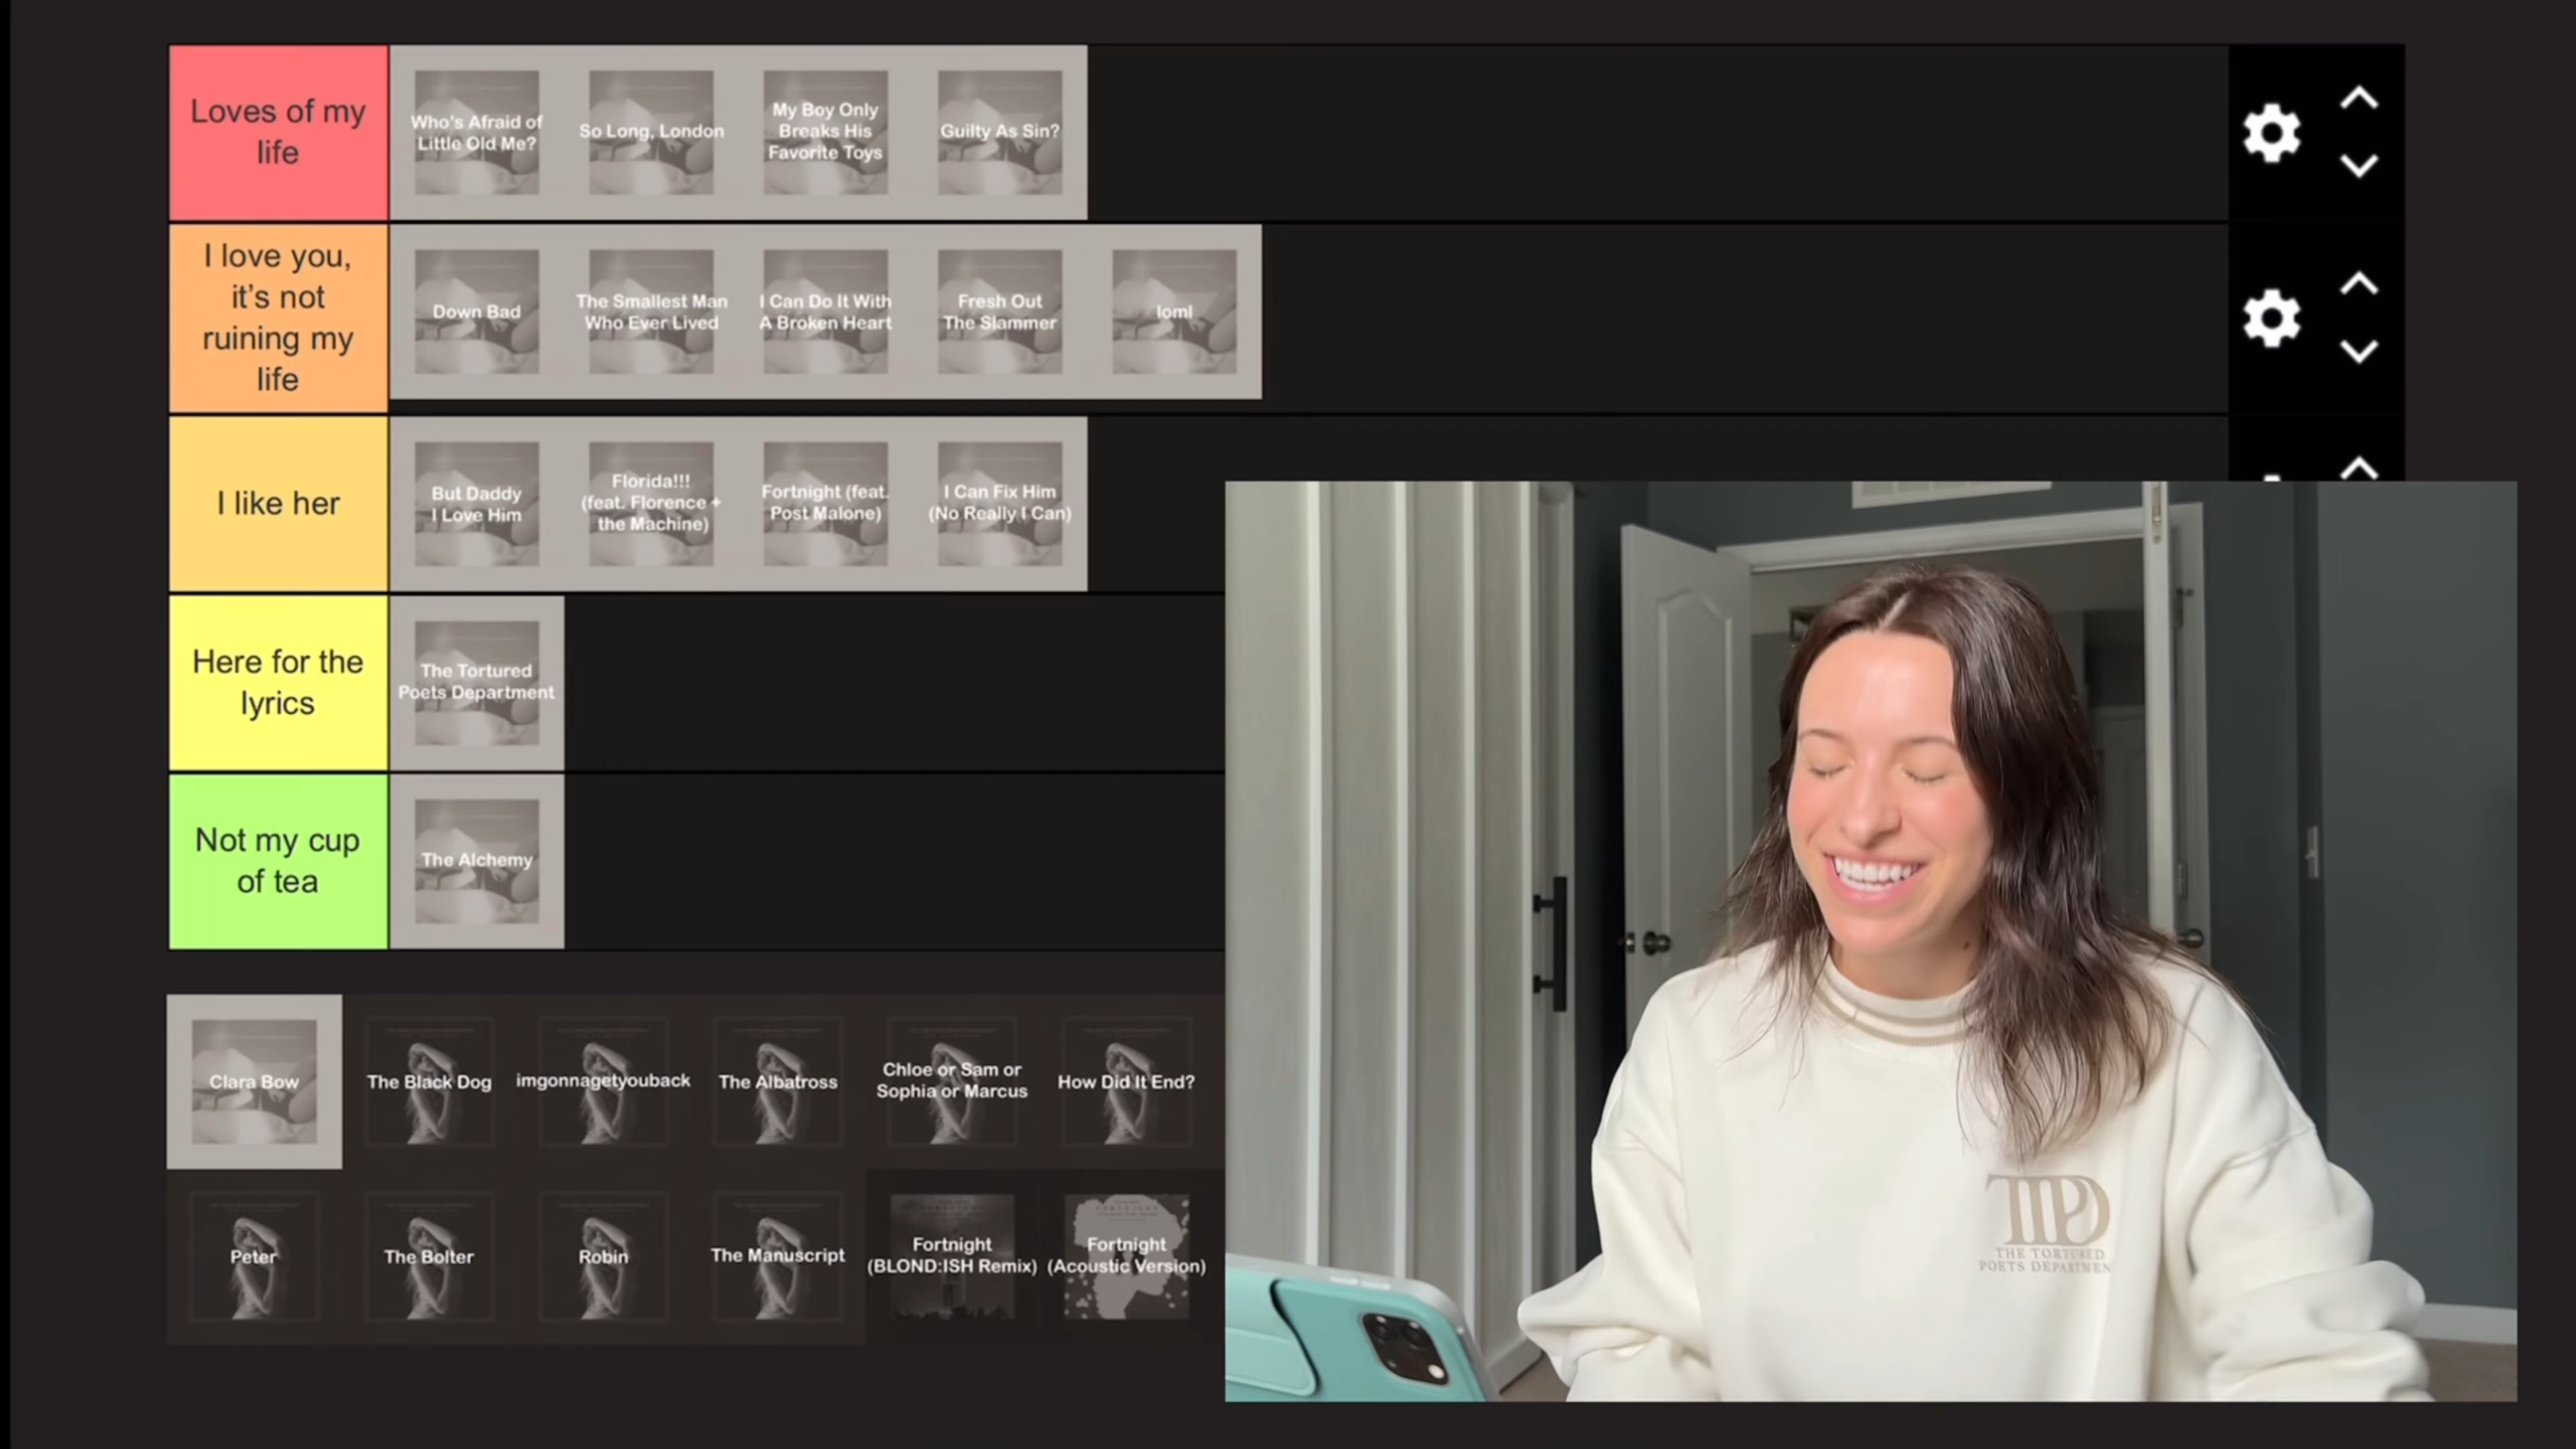 Loves of my
life
Who's Afraid of
Little Old Me?
So Long, London
My Boy Only
Breaks His
Favorite Toys
Guilty As Sin?
I love you,
it's not
ruining my
life
Down Bad
The Smallest Man
Who Ever Lived
I Can Do It With
A Broken Heart
Fresh Out
The Slammer
loml
I like her
But Daddy
I Love Him
Florida!!!
(feat. Florence +
the Machine)
Fortnight (feat.
Post Malone)
I Can Fix Him
(No Really I Can)
Here for the
lyrics
The Tortured
Poets Department
Not my cup
of tea
The Alchemy
Clara Bow
The Black Dog
imgonnagetyouback
The Albatross
Chloe or Sam or
Sophia or Marcus
How Did It End?
Peter
The Bolter
Robin
The Manuscript
Fortnight
(BLOND:ISH Remix)
Fortnight
(Acoustic Version)
TTPD
THE TORTURED
POETS DEPARTMEN